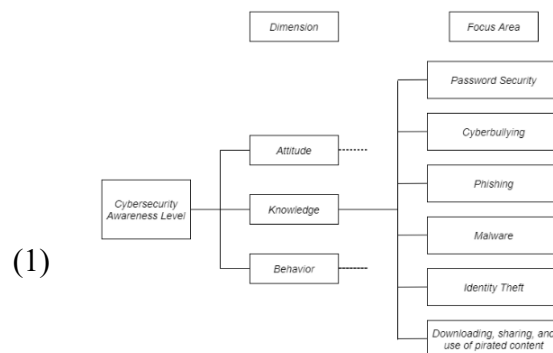 Dimension
Focus Area
Password Security
Cyberbullying
Attitude
Phishing
Cybersecurity
Awareness Level
Knowledge
Malware
(1)
Behavior
Identity Theft
Downloading, sharing, and
use of pirated content